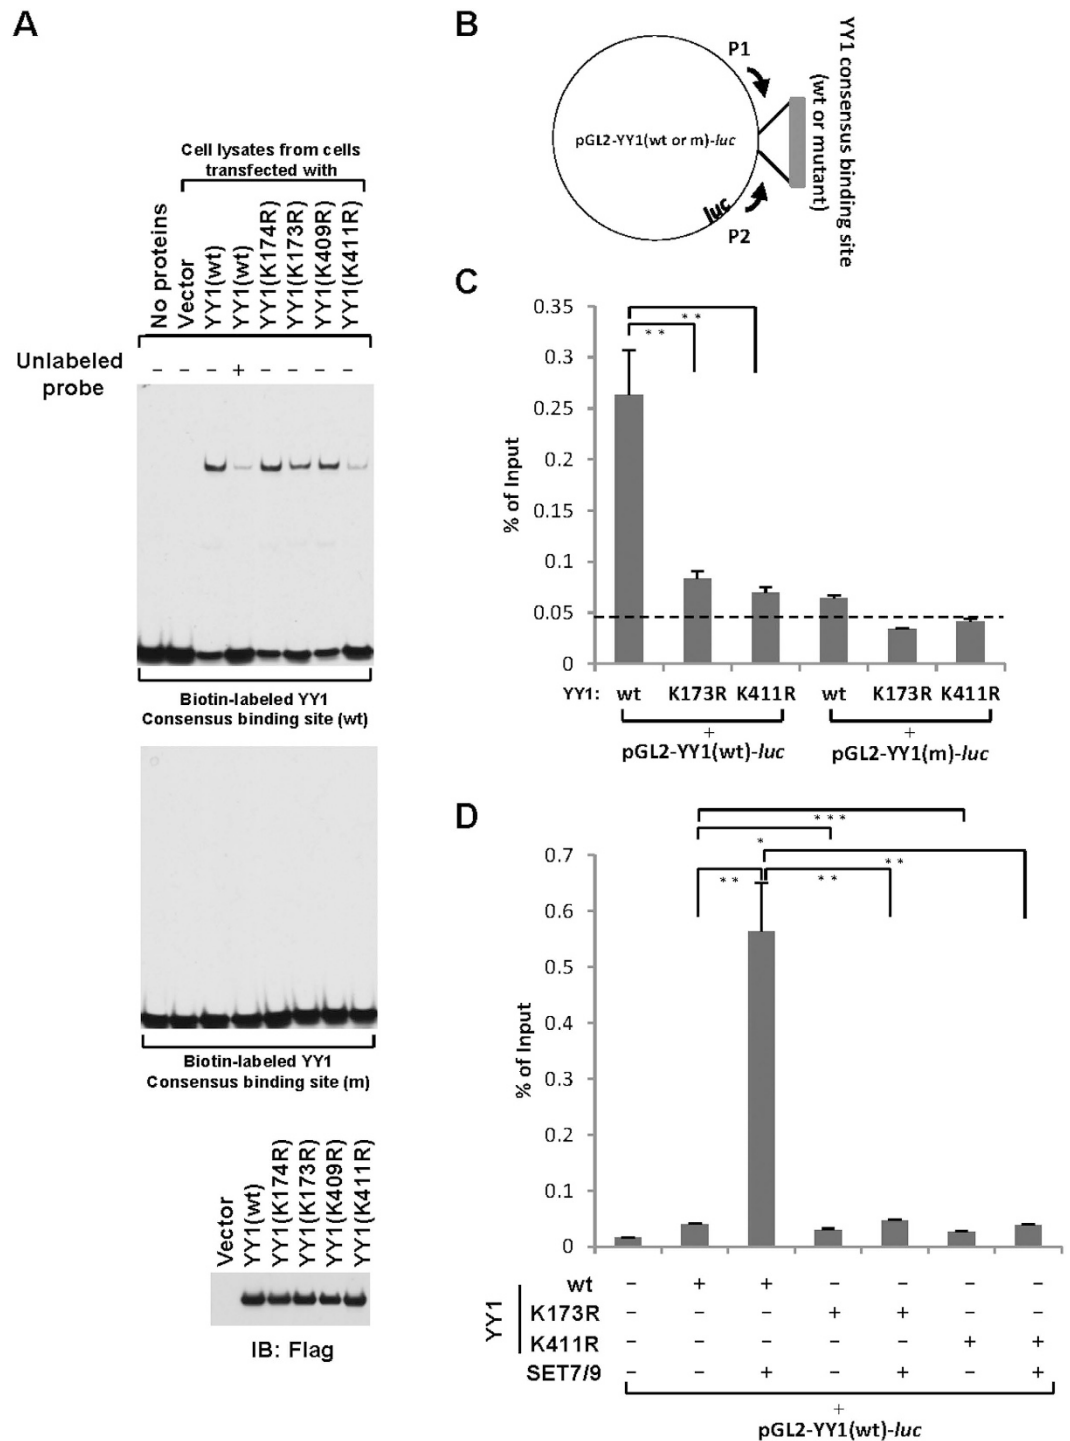 A
Cell lysates from cells
transfected with
No proteins
Vector
YY1(wt)
YY1(wt)
YY1(K174R)
YY1(K173R)
YY1(K409R)
YY1(K411R)
Unlabeled
probe
– – – + – – – –
Biotin-labeled YY1
Consensus binding site (wt)
Biotin-labeled YY1
Consensus binding site (m)
Vector
YY1(wt)
YY1(K174R)
YY1(K173R)
YY1(K409R)
YY1(K411R)
IB: Flag
B
P1
pGL2-YY1(wt or m)-luc
luc
P2
YY1 consensus binding site
(wt or mutant)
C
% of Input
0.35
0.3
0.25
0.2
0.15
0.1
0.05
0
**
**
YY1: wt K173R K411R wt K173R K411R
+ +
pGL2-YY1(wt)-luc pGL2-YY1(m)-luc
D
***
*
**
** **
% of Input
0.7
0.6
0.5
0.4
0.3
0.2
0.1
0
YY1
wt – + + – – – –
K173R – – – + + – –
K411R – – – – – + +
SET7/9 – – + – + – +
+
pGL2-YY1(wt)-luc